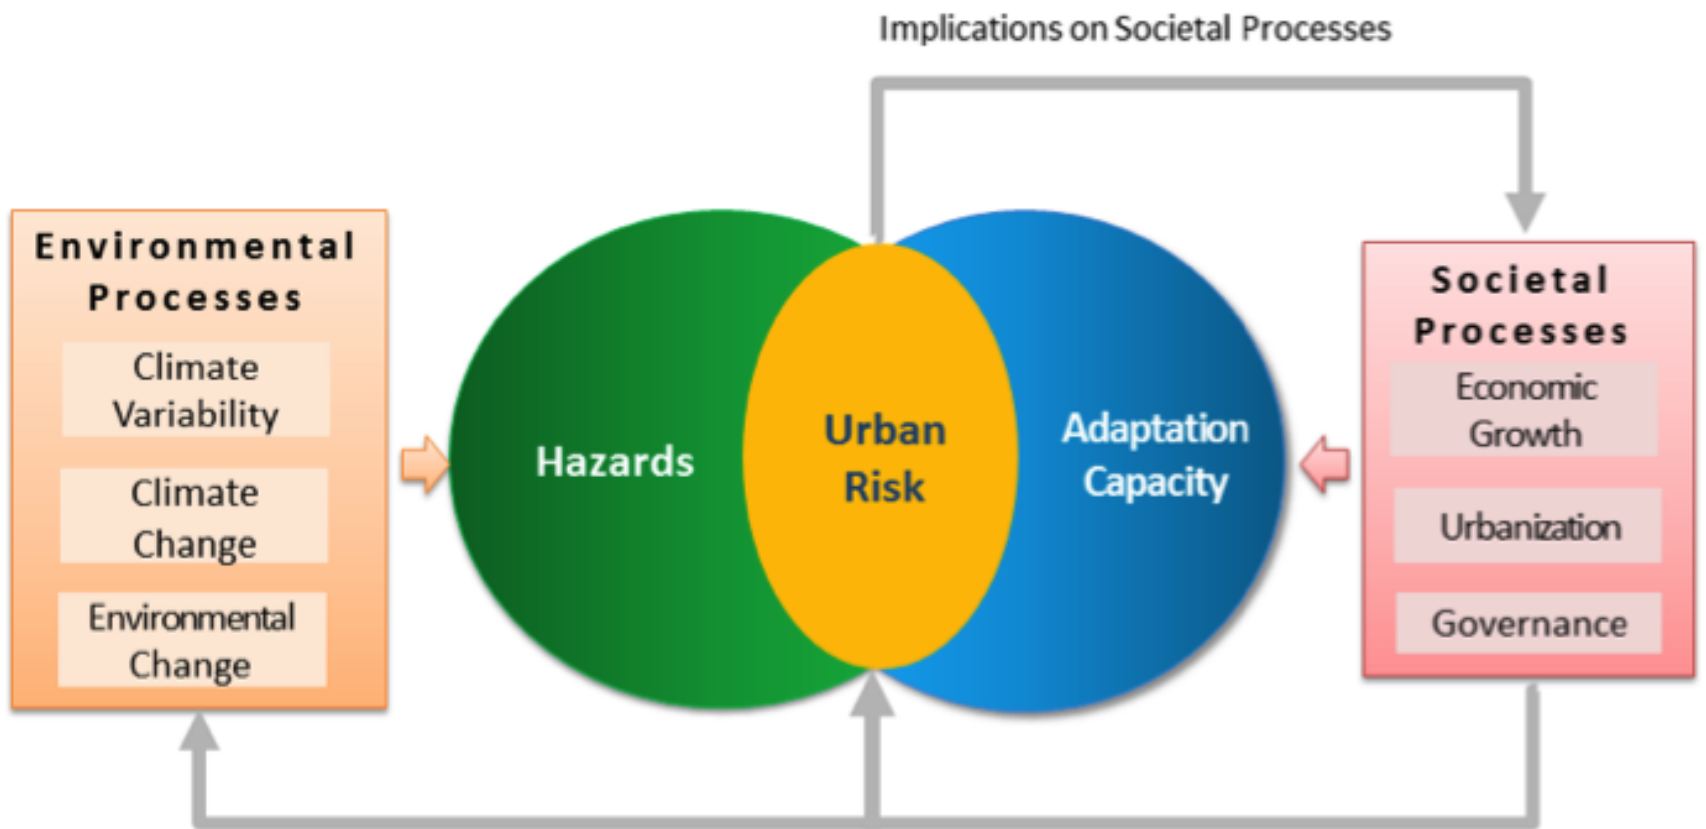 Implications on Societal Processes
Environmental
Processes
Climate
Variability
Climate
Change
Environmental
Change
Hazards
Urban
Risk
Adaptation
Capacity
Societal
Processes
Economic
Growth
Urbanization
Governance